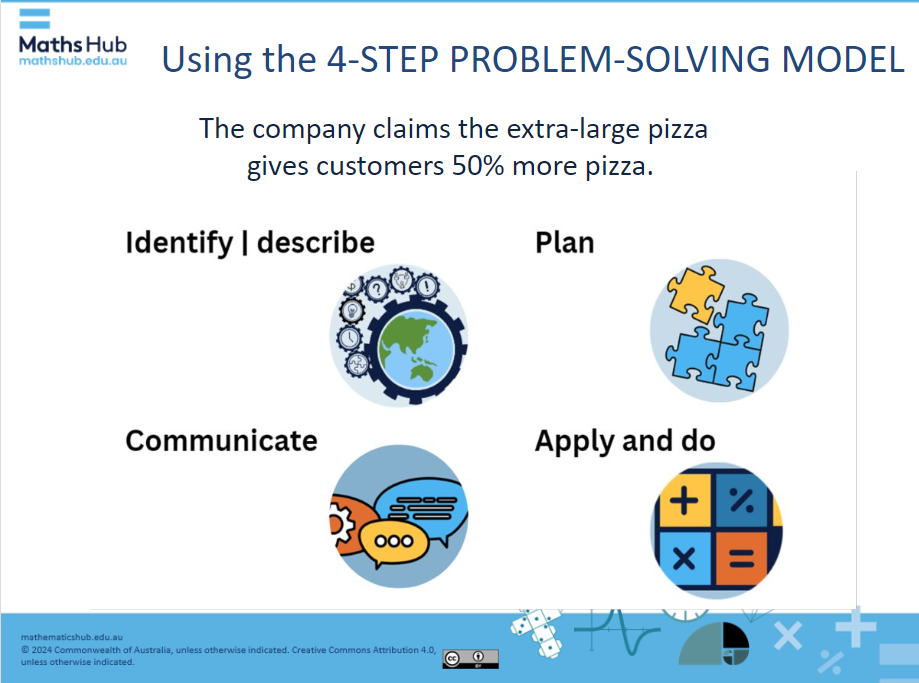 Maths Hub
mathshub.edu.au
Using the 4-STEP PROBLEM-SOLVING MODEL
The company claims the extra-large pizza
gives customers 50% more pizza.
Identify | describe
Plan
Communicate
Apply and do
mathematicshub.edu.au
© 2024 Commonwealth of Australia, unless otherwise indicated. Creative Commons Attribution 4.0,
unless otherwise indicated.
cc
BY